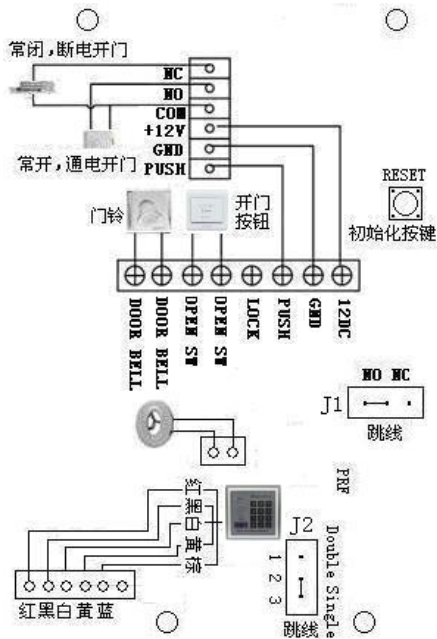 常闭,断电开门
NC
NO
COM
+12V
GND
PUSH
常开,通电开门
门铃
开门
按钮
RESET
初始化按键
DOOR BELL
DOOR BELL
OPEN ST
OPEN ST
LOCK
PUSH
GND
12DC
NO NC
J1
跳线
PRF
红
黑
白
黄
棕
J2
1
2
3
Double Single
跳线
红黑白黄蓝